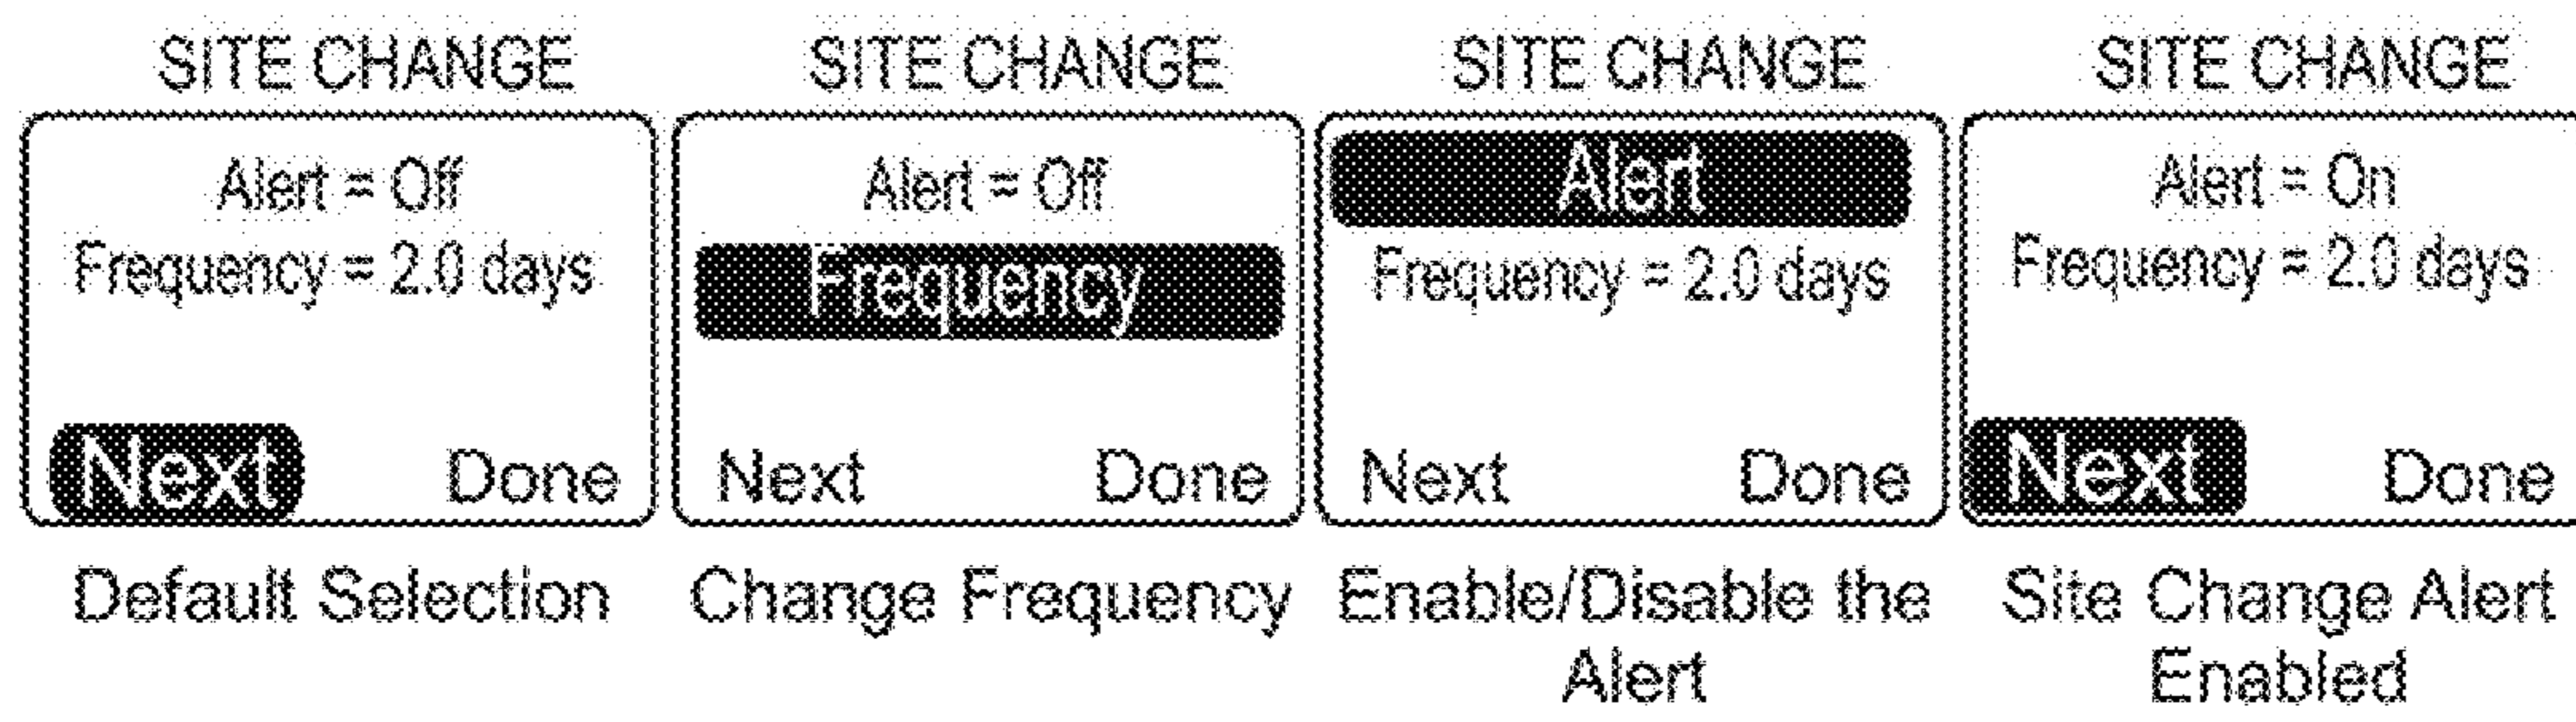 SITE CHANGE
Alert = Off
Frequency = 2.0 days
Next Done
Default Selection
SITE CHANGE
Alert = Off
Frequency
Next Done
Change Frequency
SITE CHANGE
Alert
Frequency = 2.0 days
Next Done
Enable/Disable the
Alert
SITE CHANGE
Alert = On
Frequency = 2.0 days
Next Done
Site Change Alert
Enabled